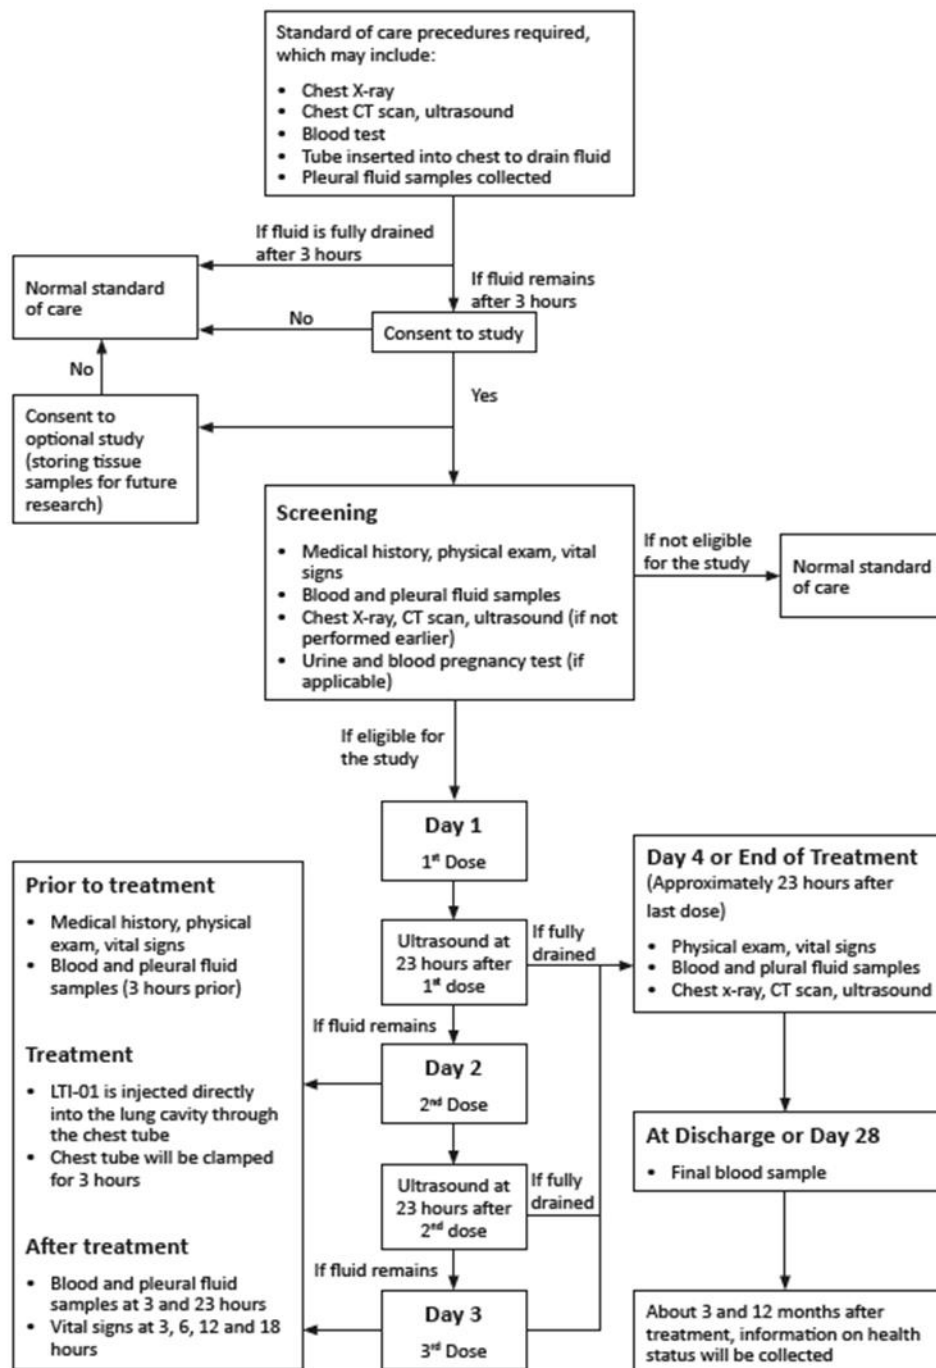 Standard of care precedures required,
which may include:
• Chest X-ray
• Chest CT scan, ultrasound
• Blood test
• Tube inserted into chest to drain fluid
• Pleural fluid samples collected
If fluid is fully drained
after 3 hours
If fluid remains
after 3 hours
Normal standard
of care
No
Consent to study
No
Yes
Consent to
optional study
(storing tissue
samples for future
research)
Screening
• Medical history, physical exam, vital
signs
• Blood and pleural fluid samples
• Chest X-ray, CT scan, ultrasound (if not
performed earlier)
• Urine and blood pregnancy test (if
applicable)
If not eligible
for the study
Normal standard
of care
If eligible for
the study
Day 1
1st Dose
Ultrasound at
23 hours after
1st dose
If fully
drained
If fluid remains
Day 2
2nd Dose
Ultrasound at
23 hours after
2nd dose
If fully
drained
If fluid remains
Day 3
3rd Dose
Prior to treatment
• Medical history, physical
exam, vital signs
• Blood and pleural fluid
samples (3 hours prior)
Treatment
• LTI-01 is injected directly
into the lung cavity through
the chest tube
• Chest tube will be clamped
for 3 hours
After treatment
• Blood and pleural fluid
samples at 3 and 23 hours
• Vital signs at 3, 6, 12 and 18
hours
Day 4 or End of Treatment
(Approximately 23 hours after
last dose)
• Physical exam, vital signs
• Blood and plural fluid samples
• Chest x-ray, CT scan, ultrasound
At Discharge or Day 28
• Final blood sample
About 3 and 12 months after
treatment, information on health
status will be collected